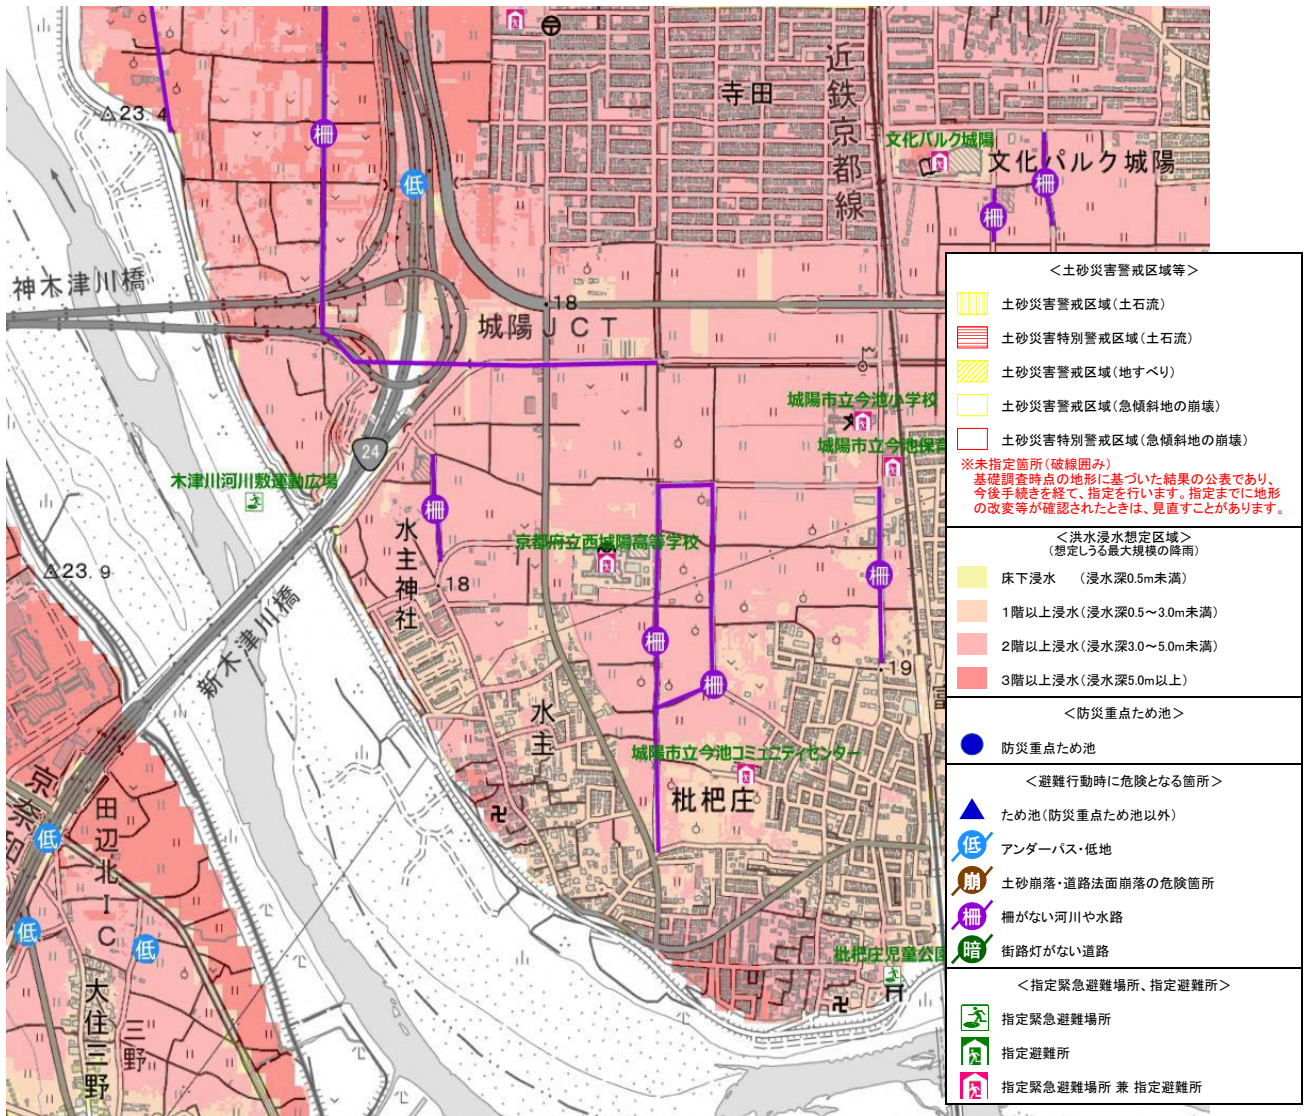 寺田
近鉄京都線
23.4
柵
低
文化パルク城陽
文化パルク城陽
柵
柵
神木津川橋
18
城陽JCT
城陽市立今池小学校
城陽市立今池保育
24
木津川河川敷運動広場
柵
水主神社
京都府立西城陽高等学校
23.9
18
柵
新木津川橋
柵
19
柵
富
水主
城陽市立今池コミュニティセンター
枇杷庄
京奈和
田辺北IC
低
低
低
枇杷庄児童公園
大住三野
三野
＜土砂災害警戒区域等＞
土砂災害警戒区域(土石流)
土砂災害特別警戒区域(土石流)
土砂災害警戒区域(地すべり)
土砂災害警戒区域(急傾斜地の崩壊)
土砂災害特別警戒区域(急傾斜地の崩壊)
※未指定箇所(破線囲み)
基礎調査時点の地形に基づいた結果の公表であり、
今後手続きを経て、指定を行います。指定までに地形
の改変等が確認されたときは、見直すことがあります。
＜洪水浸水想定区域＞
(想定しうる最大規模の降雨)
床下浸水　(浸水深0.5m未満)
1階以上浸水(浸水深0.5～3.0m未満)
2階以上浸水(浸水深3.0～5.0m未満)
3階以上浸水(浸水深5.0m以上)
＜防災重点ため池＞
防災重点ため池
＜避難行動時に危険となる箇所＞
ため池(防災重点ため池以外)
低 アンダーパス・低地
崩 土砂崩落・道路法面崩落の危険箇所
柵 柵がない河川や水路
暗 街路灯がない道路
＜指定緊急避難場所、指定避難所＞
指定緊急避難場所
指定避難所
指定緊急避難場所 兼 指定避難所